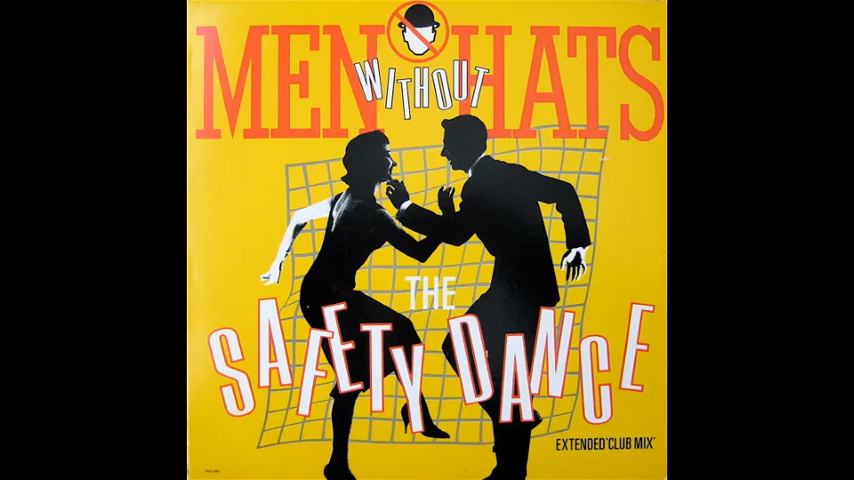 MEN WITHOUT HATS
THE
SAFETY DANCE
EXTENDED 'CLUB MIX'